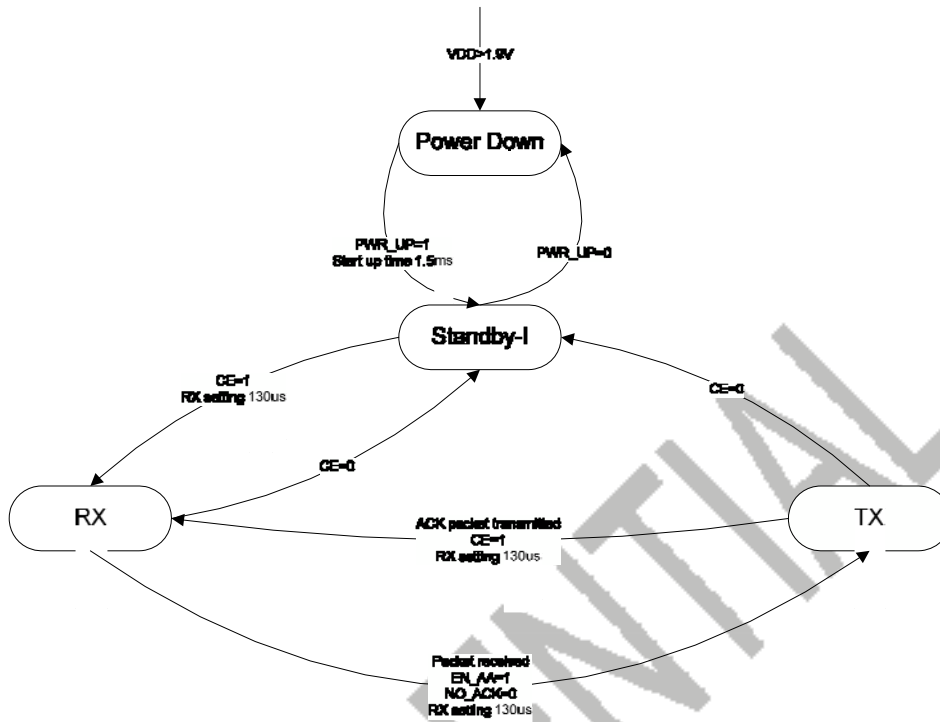 VDD>1.9V
Power Down
PWR_UP=1
Start up time 1.5ms
PWR_UP=0
Standby-I
CE=1
RX setting 130us
CE=0
CE=0
RX
ACK packet transmitted
CE=1
RX setting 130us
TX
Packet received
EN_AA=1
NO_ACK=0
RX setting 130us
ENTIAL